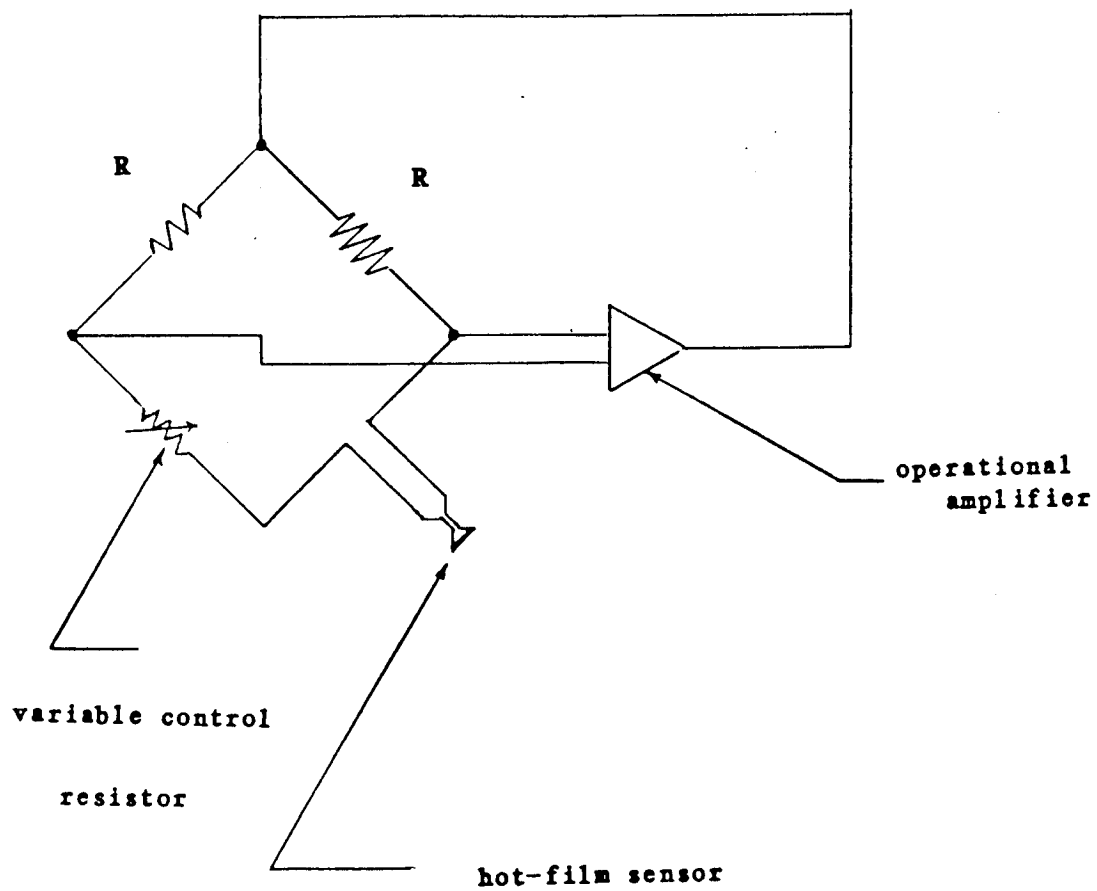 R
R
operational
amplifier
variable control
resistor
hot-film sensor